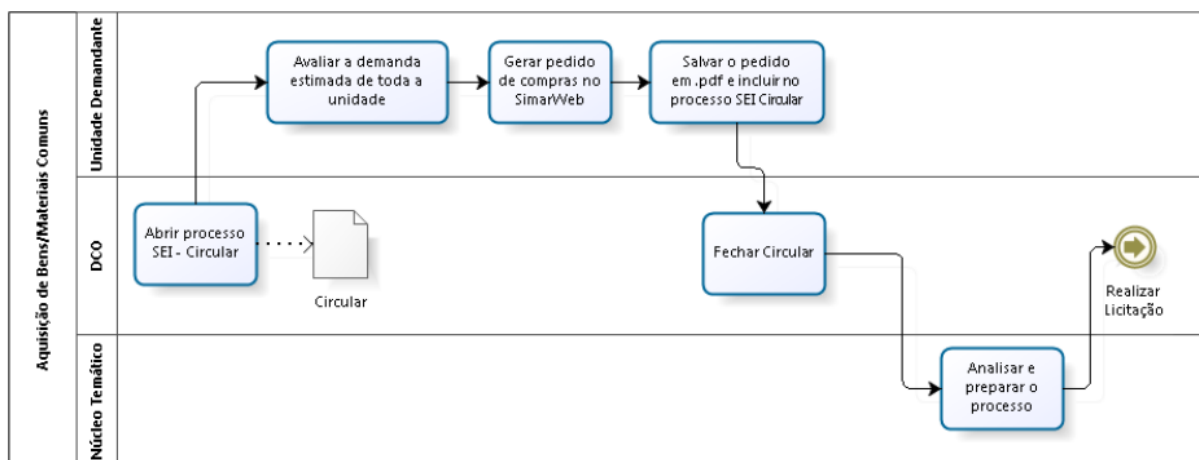 Aquisição de Bens/Materiais Comuns
Unidade Demandante
Avaliar a demanda
estimada de toda a
unidade
Gerar pedido
de compras no
SimarWeb
Salvar o pedido
em .pdf e incluir no
processo SEI Circular
DCO
Abrir processo
SEI - Circular
Circular
Fechar Circular
Realizar
Licitação
Núcleo Temático
Analisar e
preparar o
processo